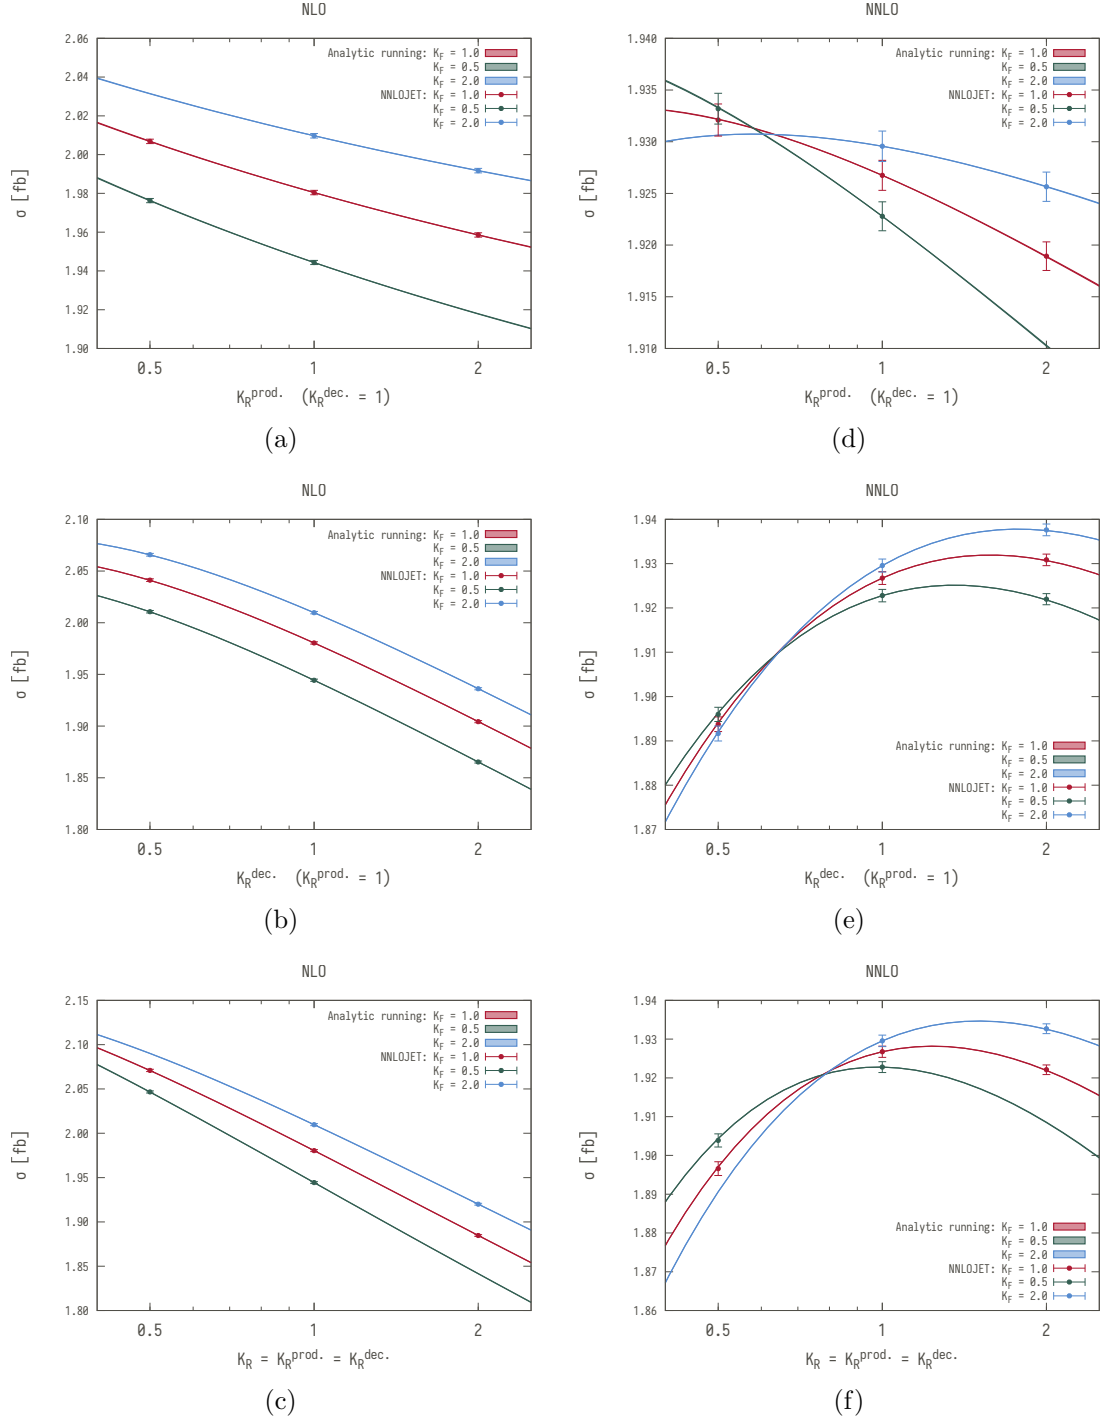 NLO
2.06
2.04
2.02
2.00
1.98
1.96
1.94
1.92
1.90
σ [fb]
Analytic running: K_F = 1.0
K_F = 0.5
K_F = 2.0
NNLOJET: K_F = 1.0
K_F = 0.5
K_F = 2.0
0.5 1 2
K_R^prod. (K_R^dec. = 1)
(a)
NNLO
1.940
1.935
1.930
1.925
1.920
1.915
1.910
σ [fb]
Analytic running: K_F = 1.0
K_F = 0.5
K_F = 2.0
NNLOJET: K_F = 1.0
K_F = 0.5
K_F = 2.0
0.5 1 2
K_R^prod. (K_R^dec. = 1)
(d)
NLO
2.10
2.05
2.00
1.95
1.90
1.85
1.80
σ [fb]
Analytic running: K_F = 1.0
K_F = 0.5
K_F = 2.0
NNLOJET: K_F = 1.0
K_F = 0.5
K_F = 2.0
0.5 1 2
K_R^dec. (K_R^prod. = 1)
(b)
NNLO
1.94
1.93
1.92
1.91
1.90
1.89
1.88
1.87
σ [fb]
Analytic running: K_F = 1.0
K_F = 0.5
K_F = 2.0
NNLOJET: K_F = 1.0
K_F = 0.5
K_F = 2.0
0.5 1 2
K_R^dec. (K_R^prod. = 1)
(e)
NLO
2.15
2.10
2.05
2.00
1.95
1.90
1.85
1.80
σ [fb]
Analytic running: K_F = 1.0
K_F = 0.5
K_F = 2.0
NNLOJET: K_F = 1.0
K_F = 0.5
K_F = 2.0
0.5 1 2
K_R = K_R^prod. = K_R^dec.
(c)
NNLO
1.94
1.93
1.92
1.91
1.90
1.89
1.88
1.87
1.86
σ [fb]
Analytic running: K_F = 1.0
K_F = 0.5
K_F = 2.0
NNLOJET: K_F = 1.0
K_F = 0.5
K_F = 2.0
0.5 1 2
K_R = K_R^prod. = K_R^dec.
(f)